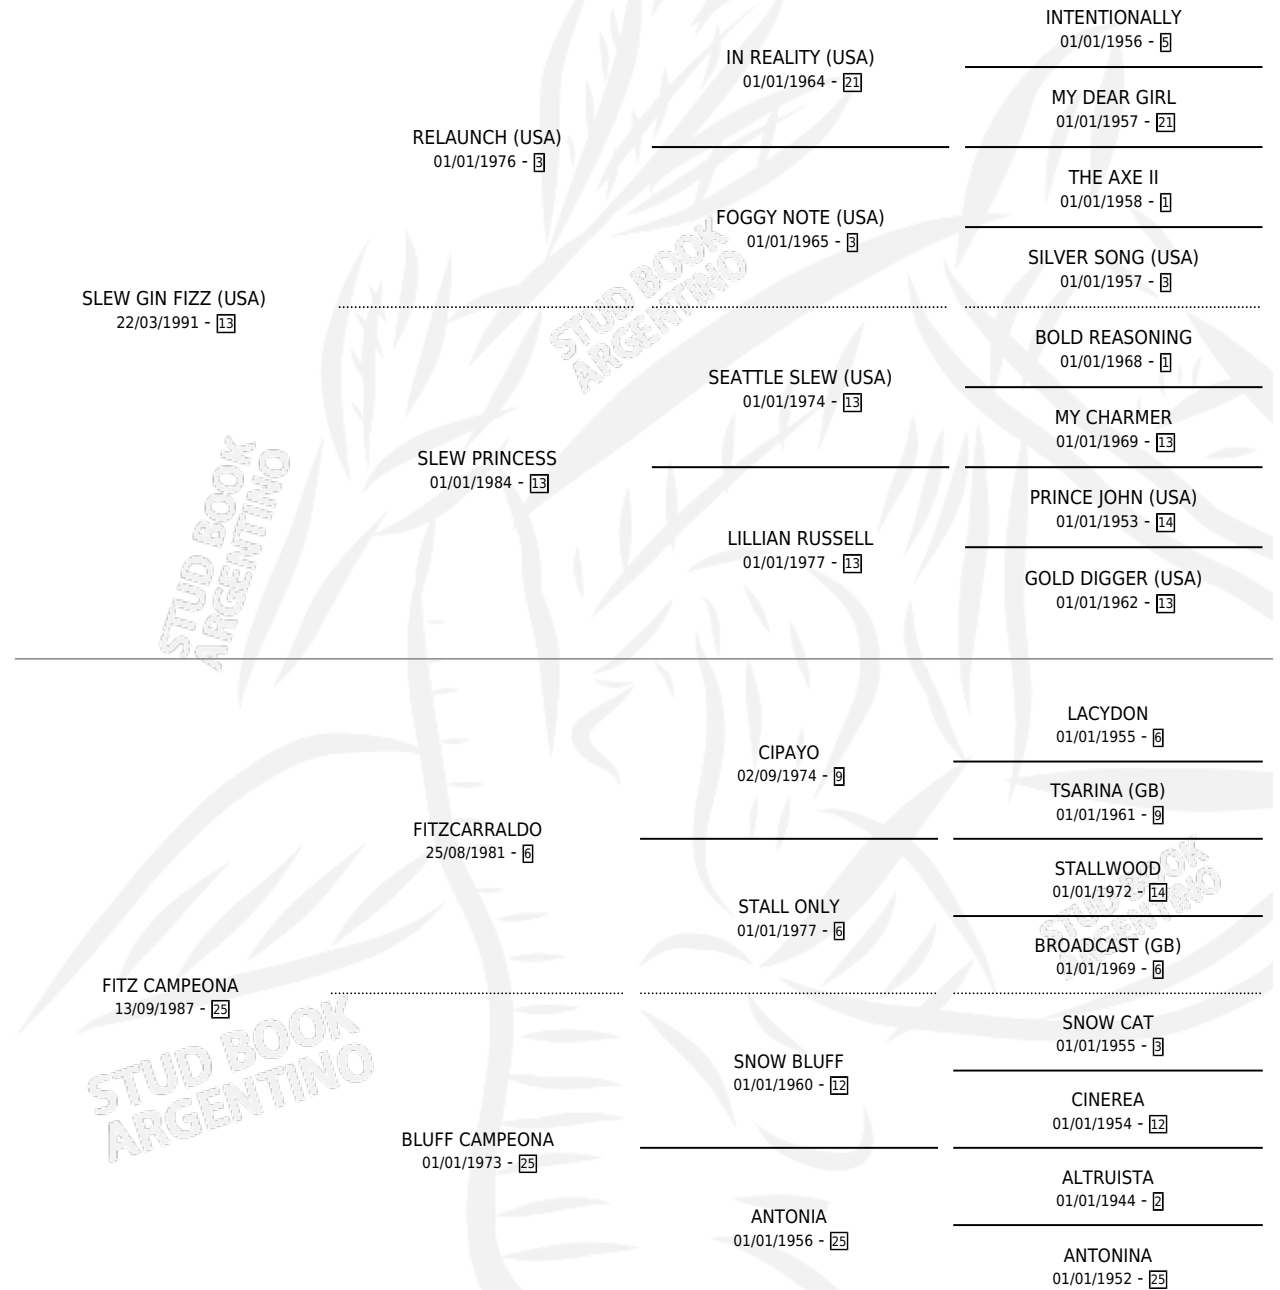 INTENTIONALLY
01/01/1956 - 5
IN REALITY (USA)
01/01/1964 - 21
MY DEAR GIRL
01/01/1957 - 21
RELAUNCH (USA)
01/01/1976 - 3
THE AXE II
01/01/1958 - 1
FOGGY NOTE (USA)
01/01/1965 - 3
SILVER SONG (USA)
01/01/1957 - 3
SLEW GIN FIZZ (USA)
22/03/1991 - 13
BOLD REASONING
01/01/1968 - 1
SEATTLE SLEW (USA)
01/01/1974 - 13
MY CHARMER
01/01/1969 - 13
SLEW PRINCESS
01/01/1984 - 13
PRINCE JOHN (USA)
01/01/1953 - 14
LILLIAN RUSSELL
01/01/1977 - 13
GOLD DIGGER (USA)
01/01/1962 - 13
LACYDON
01/01/1955 - 6
CIPAYO
02/09/1974 - 9
TSARINA (GB)
01/01/1961 - 9
FITZCARRALDO
25/08/1981 - 6
STALLWOOD
01/01/1972 - 14
STALL ONLY
01/01/1977 - 6
BROADCAST (GB)
01/01/1969 - 6
FITZ CAMPEONA
13/09/1987 - 25
SNOW CAT
01/01/1955 - 3
SNOW BLUFF
01/01/1960 - 12
CINEREA
01/01/1954 - 12
BLUFF CAMPEONA
01/01/1973 - 25
ALTRUISTA
01/01/1944 - 2
ANTONIA
01/01/1956 - 25
ANTONINA
01/01/1952 - 25
STUD BOOK
ARGENTINO
STUD BOOK
ARGENTINO
STUD BOOK
ARGENTINO
STUD BOOK
ARGENTINO